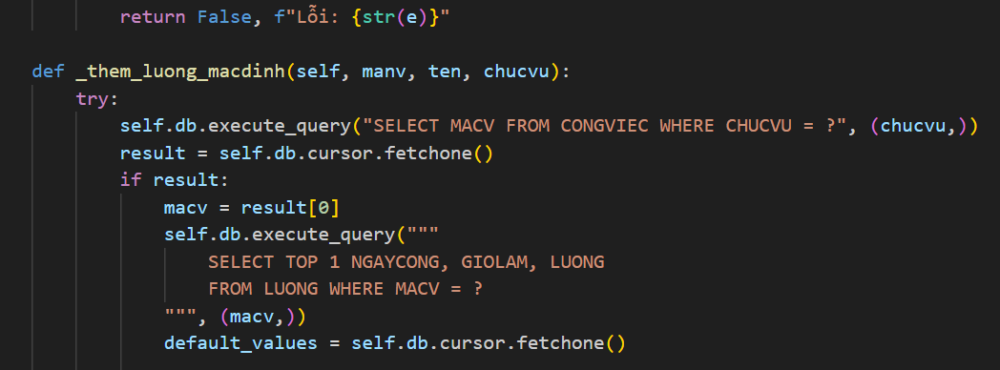 return False, f"Lỗi: {str(e)}"
def _them_luong_macdinh(self, manv, ten, chucvu):
try:
self.db.execute_query("SELECT MACV FROM CONGVIEC WHERE CHUCVU = ?", (chucvu,))
result = self.db.cursor.fetchone()
if result:
macv = result[0]
self.db.execute_query("""
SELECT TOP 1 NGAYCONG, GIOLAM, LUONG
FROM LUONG WHERE MACV = ?
""", (macv,))
default_values = self.db.cursor.fetchone()